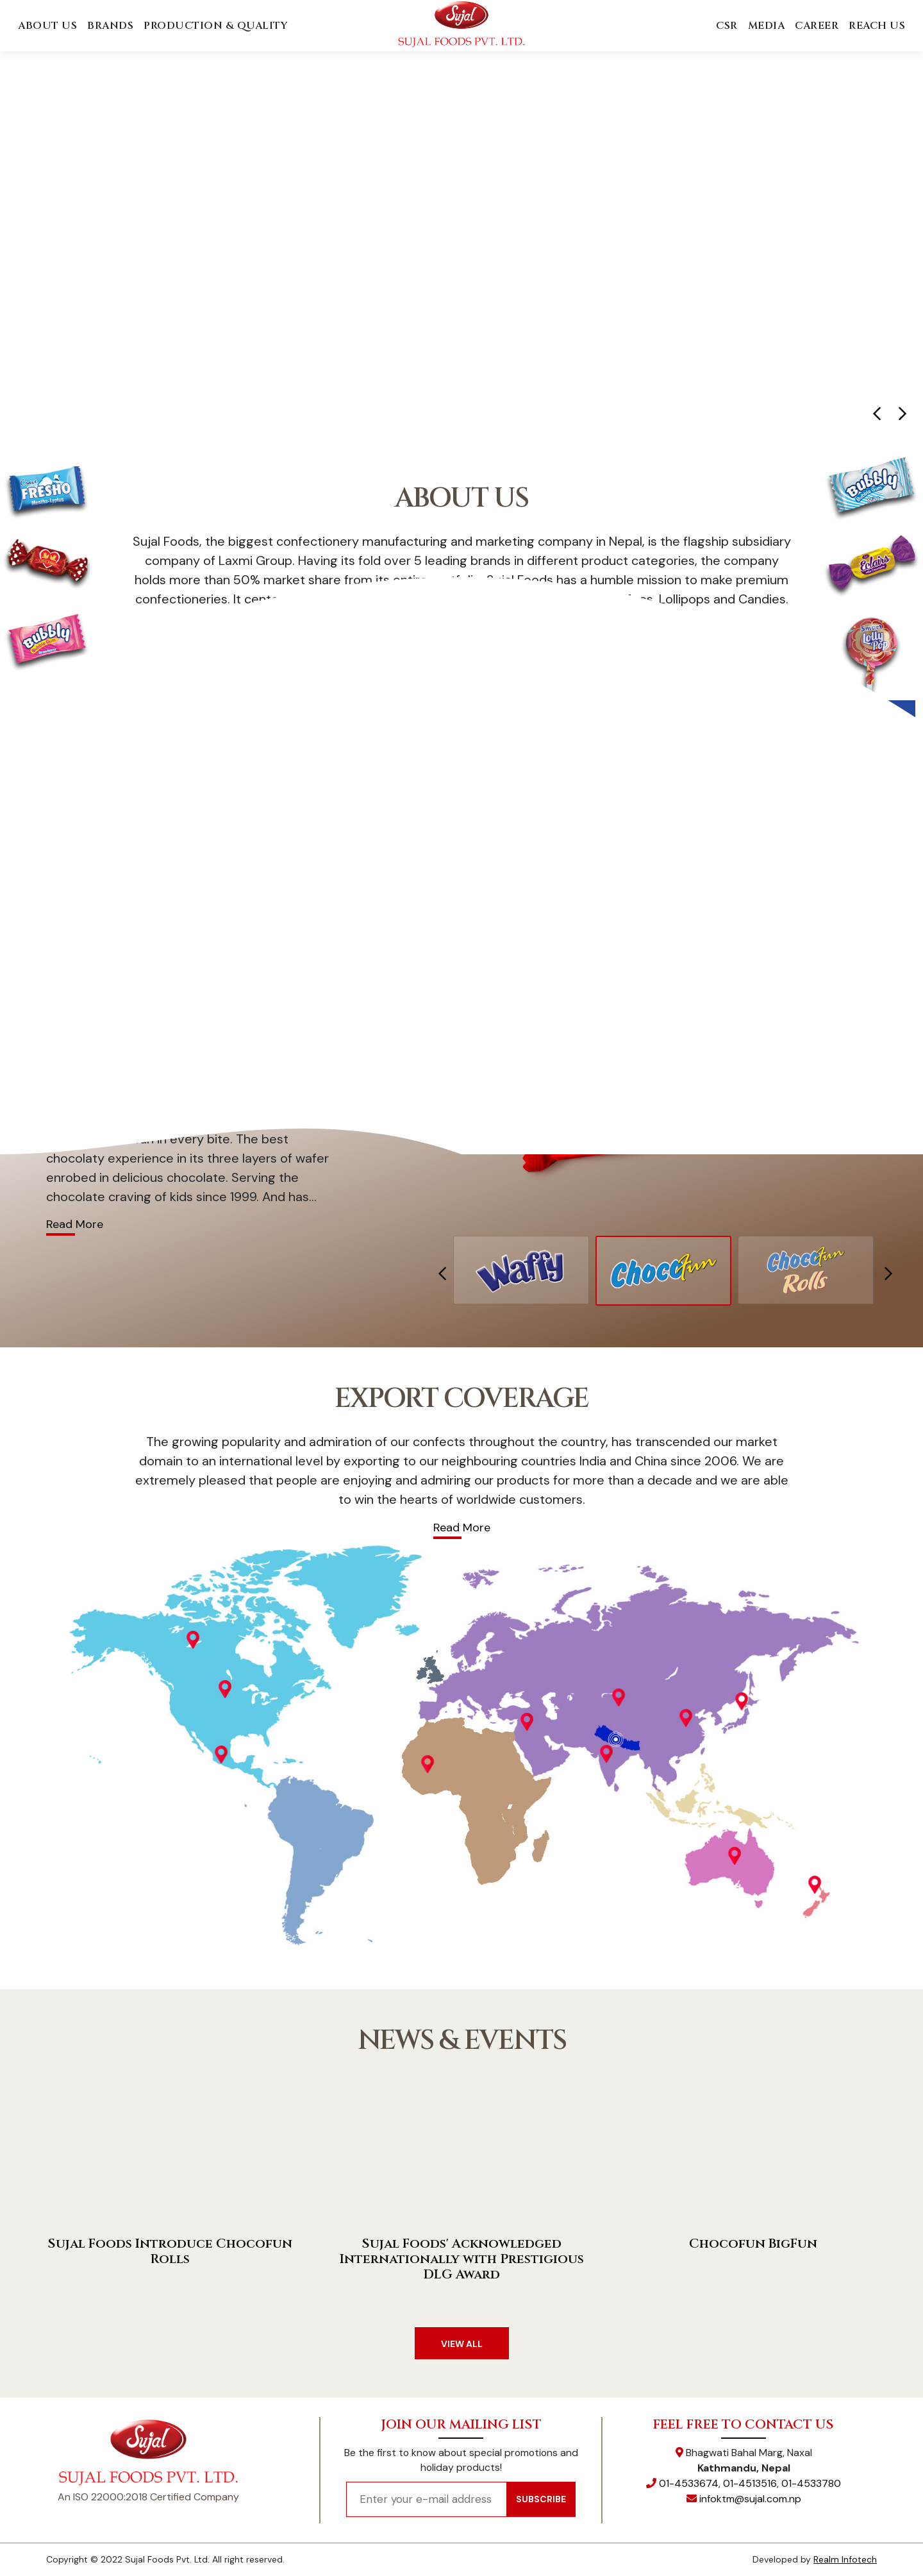 ABOUT US BRANDS PRODUCTION & QUALITY
Sujal
SUJAL FOODS PVT. LTD.
CSR MEDIA CAREER REACH US
FRESHO
Bubbly
Eclairs
Bubbly
Lolly Pop
ABOUT US
Sujal Foods, the biggest confectionery manufacturing and marketing company in Nepal, is the flagship subsidiary
company of Laxmi Group. Having its fold over 5 leading brands in different product categories, the company
holds more than 50% market share from its entire portfolio. Sujal Foods has a humble mission to make premium
confectioneries. It Lollipops and Candies.
in every bite. The best
chocolaty experience in its three layers of wafer
enrobed in delicious chocolate. Serving the
chocolate craving of kids since 1999. And has...
Read More
Waffy
Choco fun
Choco fun Rolls
EXPORT COVERAGE
The growing popularity and admiration of our confects throughout the country, has transcended our market
domain to an international level by exporting to our neighbouring countries India and China since 2006. We are
extremely pleased that people are enjoying and admiring our products for more than a decade and we are able
to win the hearts of worldwide customers.
Read More
NEWS & EVENTS
Sujal Foods Introduce Chocofun
Rolls
Sujal Foods' Acknowledged
Internationally with Prestigious
DLG Award
Chocofun BigFun
VIEW ALL
Sujal
SUJAL FOODS PVT. LTD.
An ISO 22000:2018 Certified Company
JOIN OUR MAILING LIST
Be the first to know about special promotions and
holiday products!
Enter your e-mail address
SUBSCRIBE
FEEL FREE TO CONTACT US
Bhagwati Bahal Marg, Naxal
Kathmandu, Nepal
01-4533674, 01-4513516, 01-4533780
infoktm@sujal.com.np
Copyright © 2022 Sujal Foods Pvt. Ltd. All right reserved.
Developed by Realm Infotech